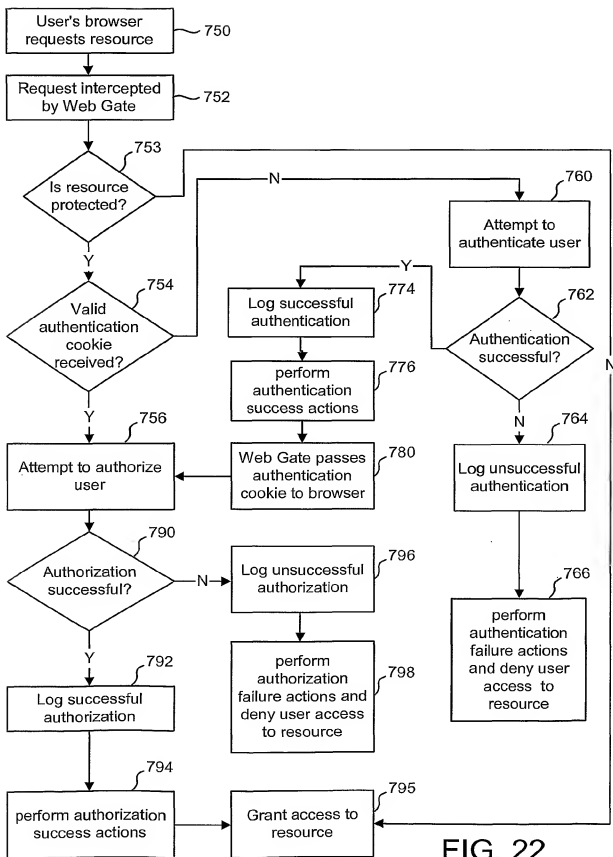 User's browser
requests resource
750
Request intercepted
by Web Gate
752
753
Is resource
protected?
N
760
Attempt to
authenticate user
Y
754
Valid
authentication
cookie
received?
Y
774
Log successful
authentication
762
Authentication
successful?
N
776
perform
authentication
success actions
Y
756
Attempt to authorize
user
780
Web Gate passes
authentication
cookie to browser
N
764
Log unsuccessful
authentication
790
Authorization
successful?
N
796
Log unsuccessful
authorization
766
perform
authentication
failure actions
and deny user
access to
resource
Y
792
Log successful
authorization
798
perform
authorization
failure actions and
deny user access
to resource
794
perform authorization
success actions
795
Grant access to
resource
FIG. 22